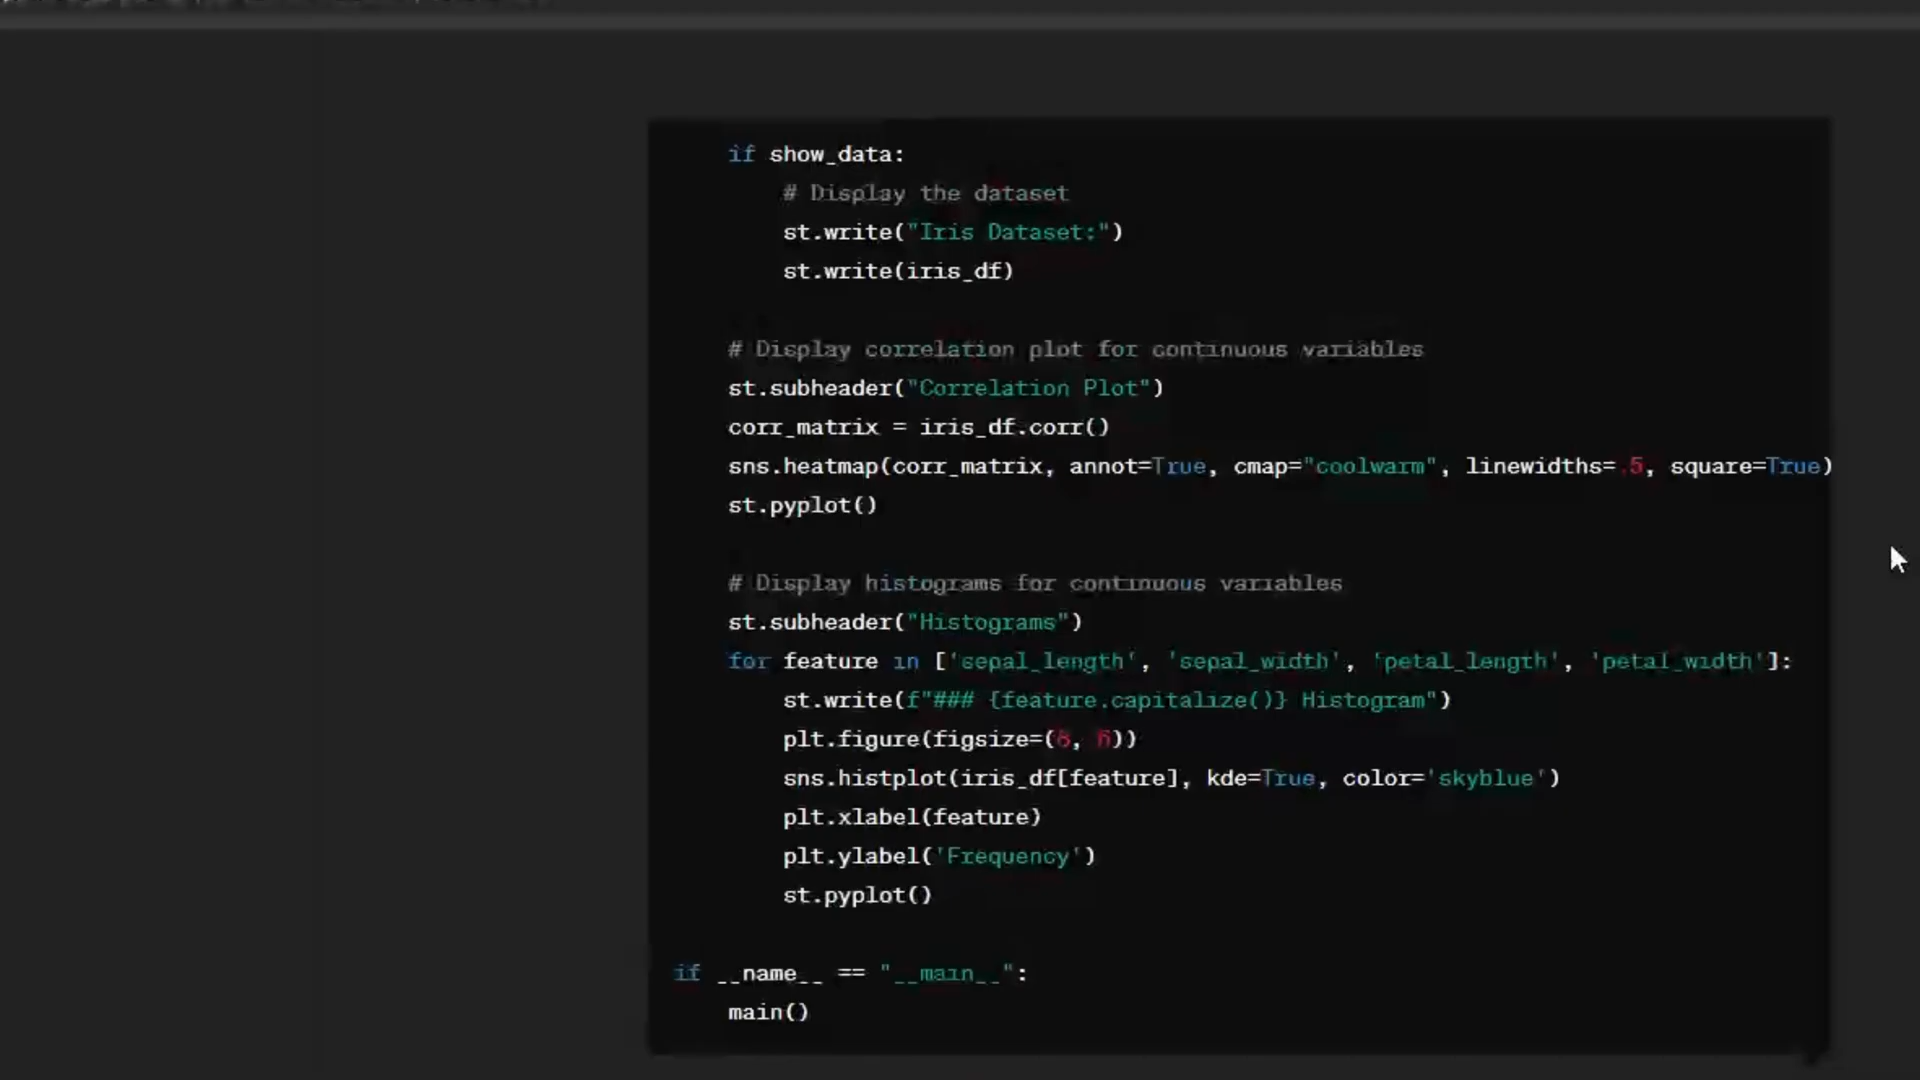 if show_data:
# Display the dataset
st.write("Iris Dataset:")
st.write(iris_df)
# Display correlation plot for continuous variables
st.subheader("Correlation Plot")
corr_matrix = iris_df.corr()
sns.heatmap(corr_matrix, annot=True, cmap="coolwarm", linewidths=.5, square=True)
st.pyplot()
# Display histograms for continuous variables
st.subheader("Histograms")
for feature in ['sepal_length', 'sepal_width', 'petal_length', 'petal_width']:
st.write(f"### {feature.capitalize()} Histogram")
plt.figure(figsize=(8, 6))
sns.histplot(iris_df[feature], kde=True, color='skyblue')
plt.xlabel(feature)
plt.ylabel('Frequency')
st.pyplot()
if __name__ == "__main__":
main()